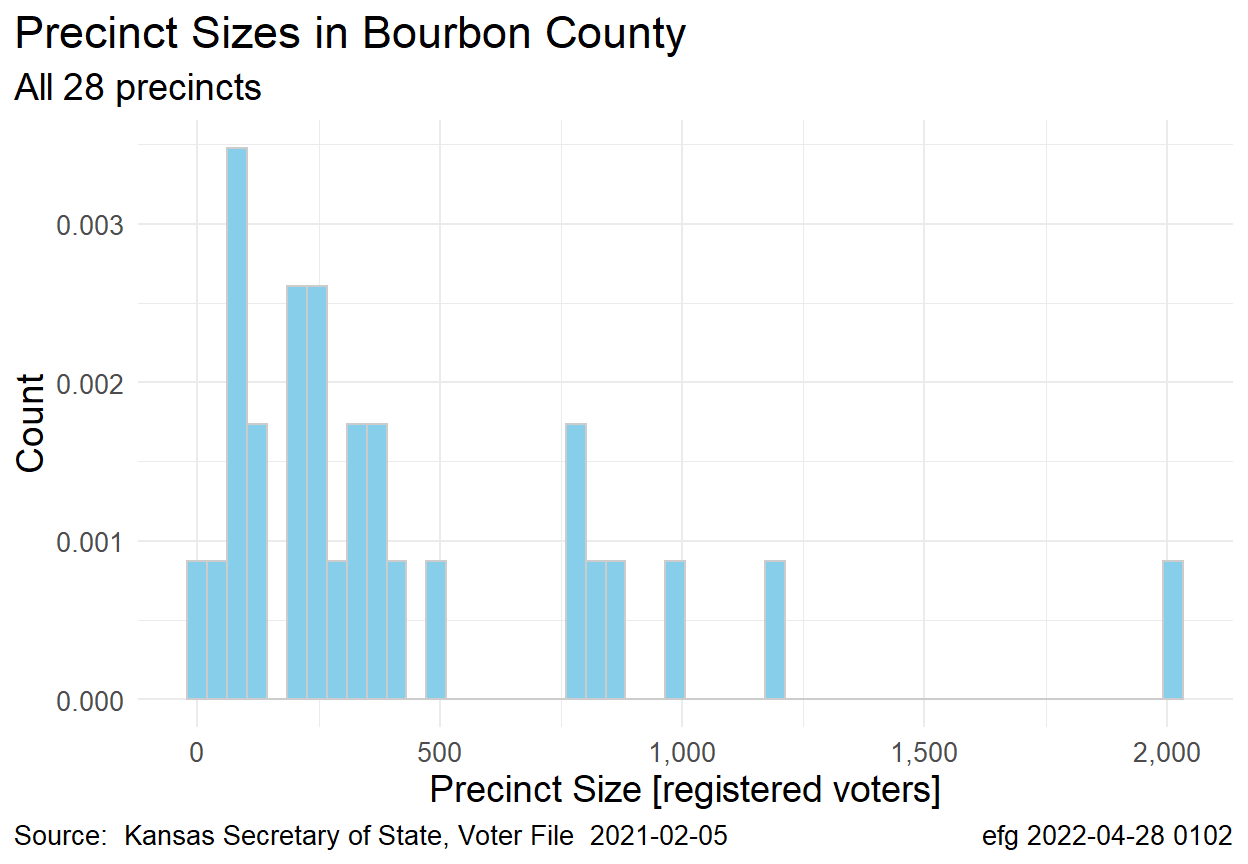 Precinct Sizes in Bourbon County
All 28 precincts
Count
0.003
0.002
0.001
0.000
0 500 1,000 1,500 2,000
Precinct Size [registered voters]
Source:  Kansas Secretary of State, Voter File  2021-02-05
efg 2022-04-28 0102